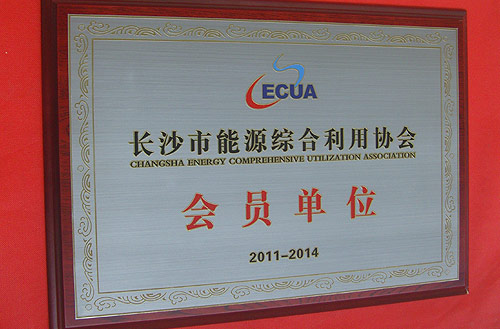 ECUA
长沙市能源综合利用协会
CHANGSHA ENERGY COMPREHENSIVE UTILIZATION ASSOCIATION
会员单位
2011-2014